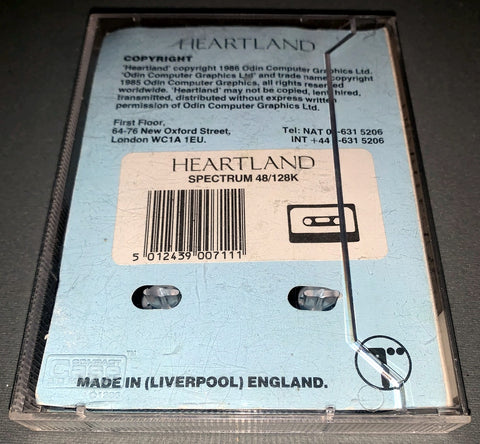 HEARTLAND
COPYRIGHT
'Heartland' copyright 1986 Odin Computer Graphics Ltd.
'Odin Computer Graphics Ltd' and trade name copyright
1985 Odin Computer Graphics, all rights reserved
worldwide. 'Heartland' may not be copied, lent, hired,
transmitted, distributed without express written
permission of Odin Computer Graphics Ltd.
First Floor,
64-76 New Oxford Street,
London WC1A 1EU.
Tel: NAT 01-631 5206
INT +44 1-631 5206
HEARTLAND
SPECTRUM 48/128K
5 012439 007111
MADE IN (LIVERPOOL) ENGLAND.